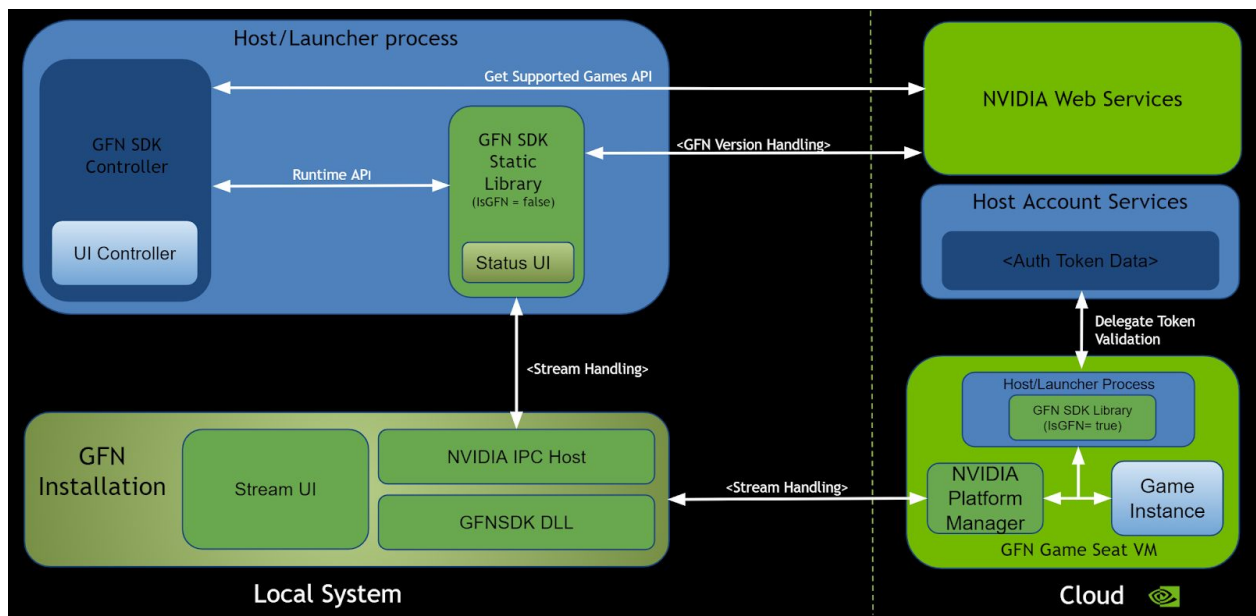 Host/Launcher process
GFN SDK
Controller
UI Controller
Get Supported Games API
Runtime API
GFN SDK
Static
Library
(IsGFN = false)
Status UI
<GFN Version Handling>
NVIDIA Web Services
Host Account Services
<Auth Token Data>
Delegate Token
Validation
<Stream Handling>
GFN
Installation
Stream UI
NVIDIA IPC Host
GFNSDK DLL
<Stream Handling>
Host/Launcher Process
GFN SDK Library
(IsGFN= true)
NVIDIA
Platform
Manager
Game
Instance
GFN Game Seat VM
Local System
Cloud